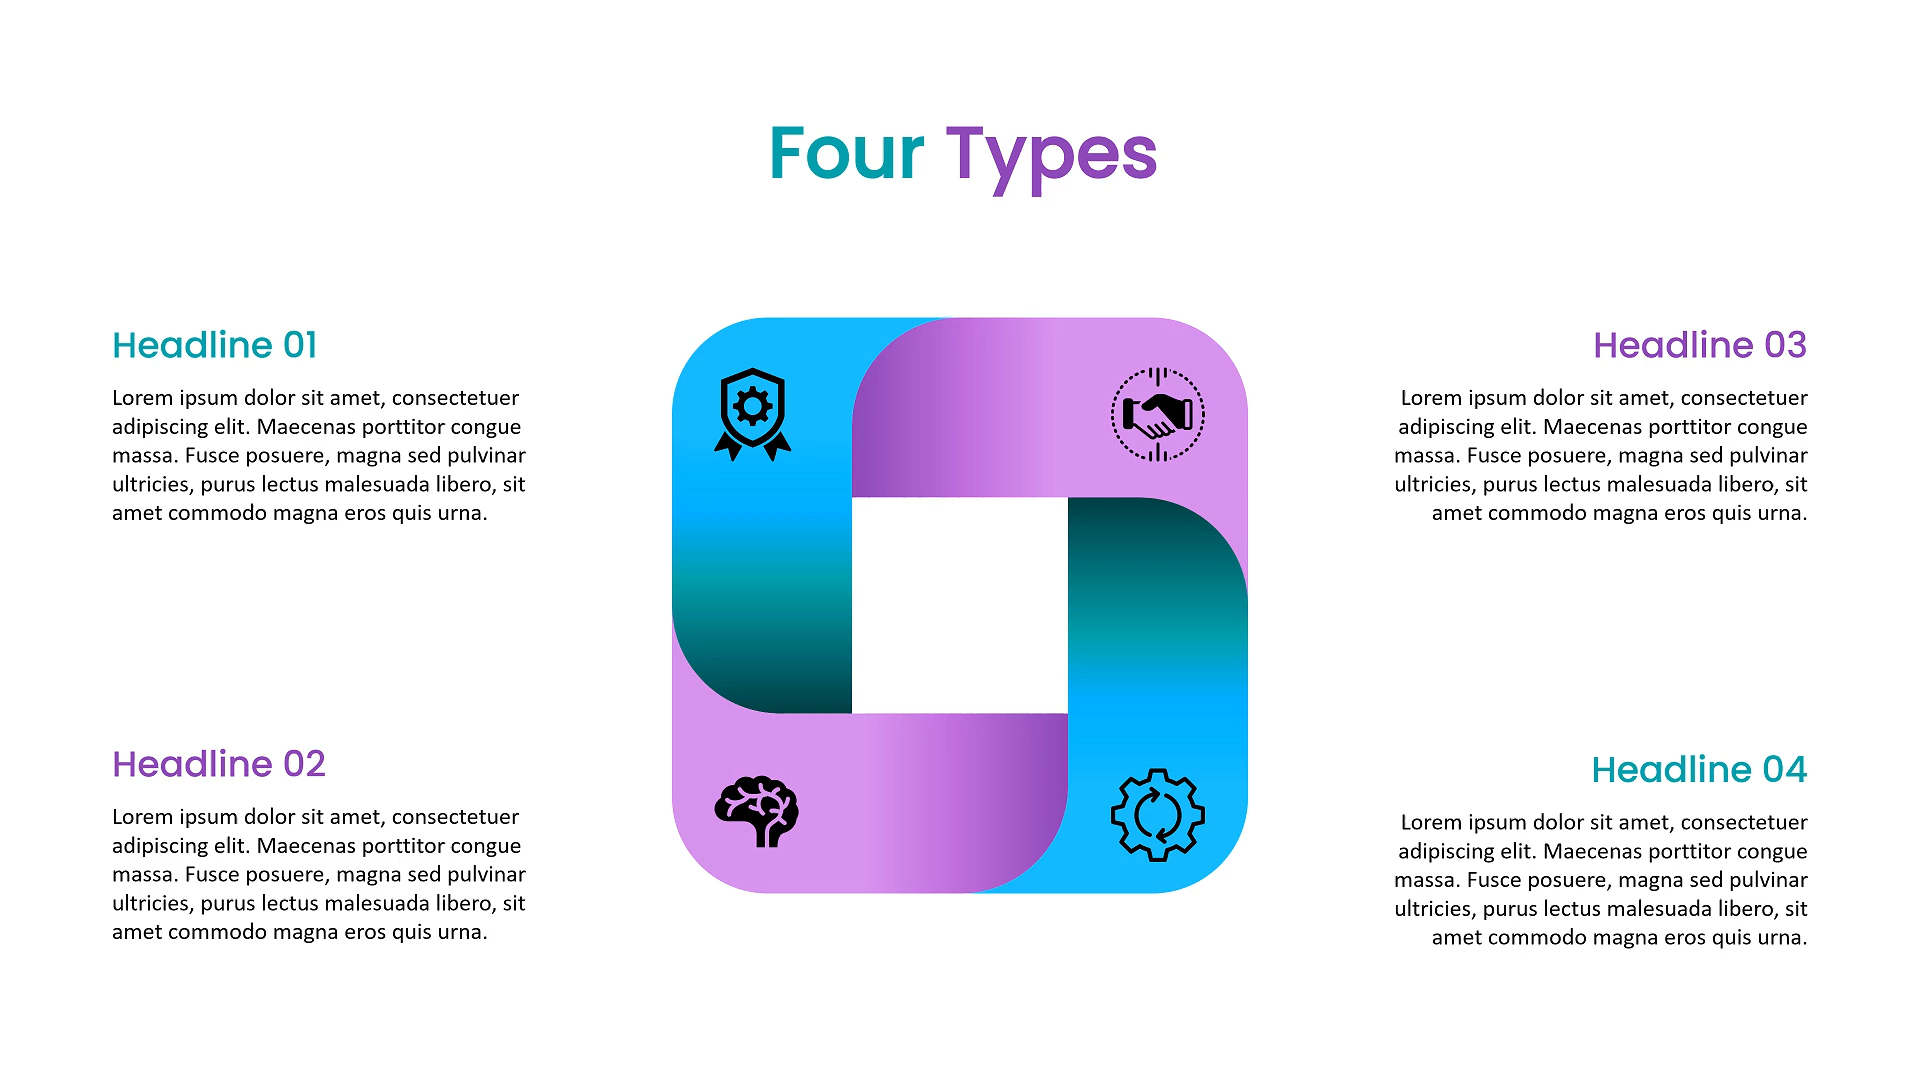 Four Types
Headline 01
Lorem ipsum dolor sit amet, consectetuer
adipiscing elit. Maecenas porttitor congue
massa. Fusce posuere, magna sed pulvinar
ultricies, purus lectus malesuada libero, sit
amet commodo magna eros quis urna.
Headline 02
Lorem ipsum dolor sit amet, consectetuer
adipiscing elit. Maecenas porttitor congue
massa. Fusce posuere, magna sed pulvinar
ultricies, purus lectus malesuada libero, sit
amet commodo magna eros quis urna.
Headline 03
Lorem ipsum dolor sit amet, consectetuer
adipiscing elit. Maecenas porttitor congue
massa. Fusce posuere, magna sed pulvinar
ultricies, purus lectus malesuada libero, sit
amet commodo magna eros quis urna.
Headline 04
Lorem ipsum dolor sit amet, consectetuer
adipiscing elit. Maecenas porttitor congue
massa. Fusce posuere, magna sed pulvinar
ultricies, purus lectus malesuada libero, sit
amet commodo magna eros quis urna.